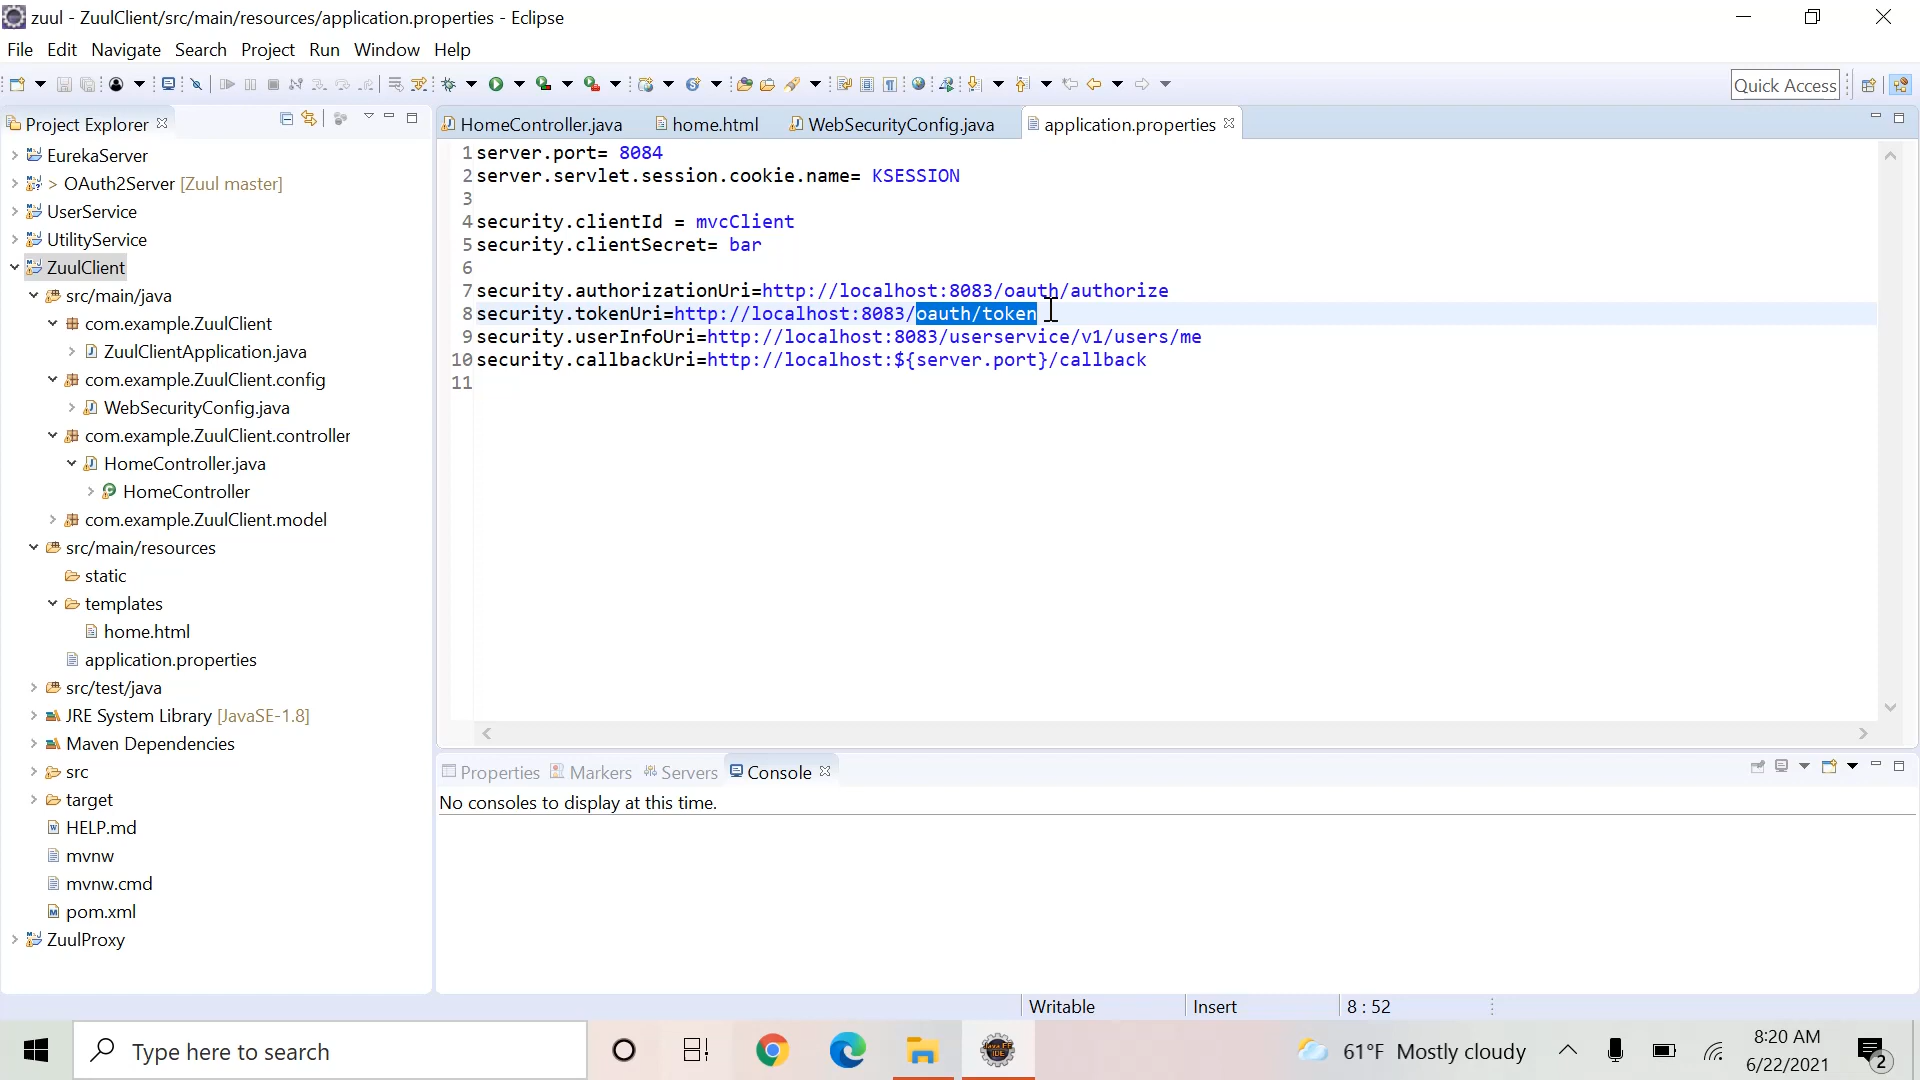 zuul - ZuulClient/src/main/resources/application.properties - Eclipse
File Edit Navigate Search Project Run Window Help
Quick Access
Project Explorer
EurekaServer
> OAuth2Server [Zuul master]
UserService
UtilityService
ZuulClient
src/main/java
com.example.ZuulClient
ZuulClientApplication.java
com.example.ZuulClient.config
WebSecurityConfig.java
com.example.ZuulClient.controller
HomeController.java
HomeController
com.example.ZuulClient.model
src/main/resources
static
templates
home.html
application.properties
src/test/java
JRE System Library [JavaSE-1.8]
Maven Dependencies
src
target
HELP.md
mvnw
mvnw.cmd
pom.xml
ZuulProxy
HomeController.java home.html WebSecurityConfig.java application.properties
1 server.port= 8084
2 server.servlet.session.cookie.name= KSESSION
3
4 security.clientId = mvcClient
5 security.clientSecret= bar
6
7 security.authorizationUri=http://localhost:8083/oauth/authorize
8 security.tokenUri=http://localhost:8083/oauth/token
9 security.userInfoUri=http://localhost:8083/userservice/v1/users/me
10 security.callbackUri=http://localhost:${server.port}/callback
11
Properties Markers Servers Console
No consoles to display at this time.
Writable Insert 8 : 52
Type here to search
61°F Mostly cloudy
8:20 AM
6/22/2021
2